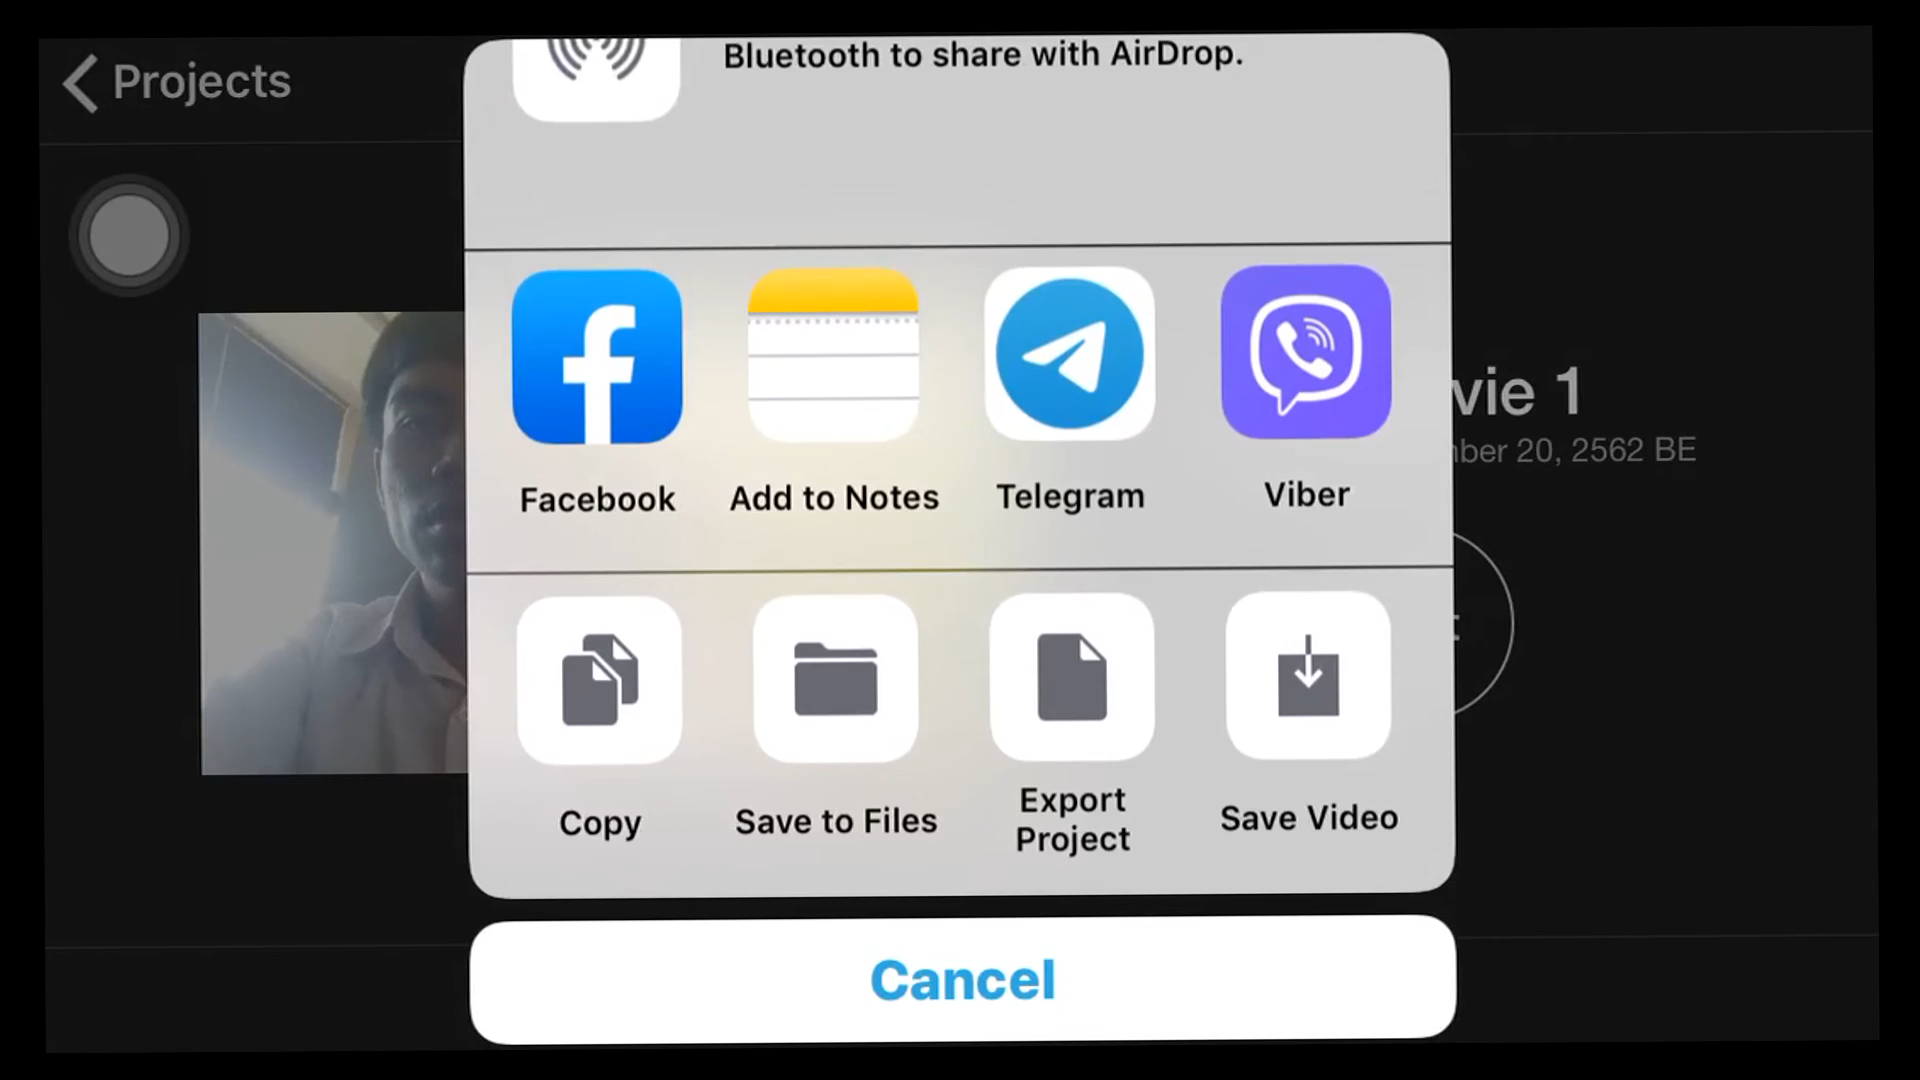 Projects
Bluetooth to share with AirDrop.
Facebook
Add to Notes
Telegram
Viber
vie 1
ber 20, 2562 BE
Copy
Save to Files
Export
Project
Save Video
Cancel